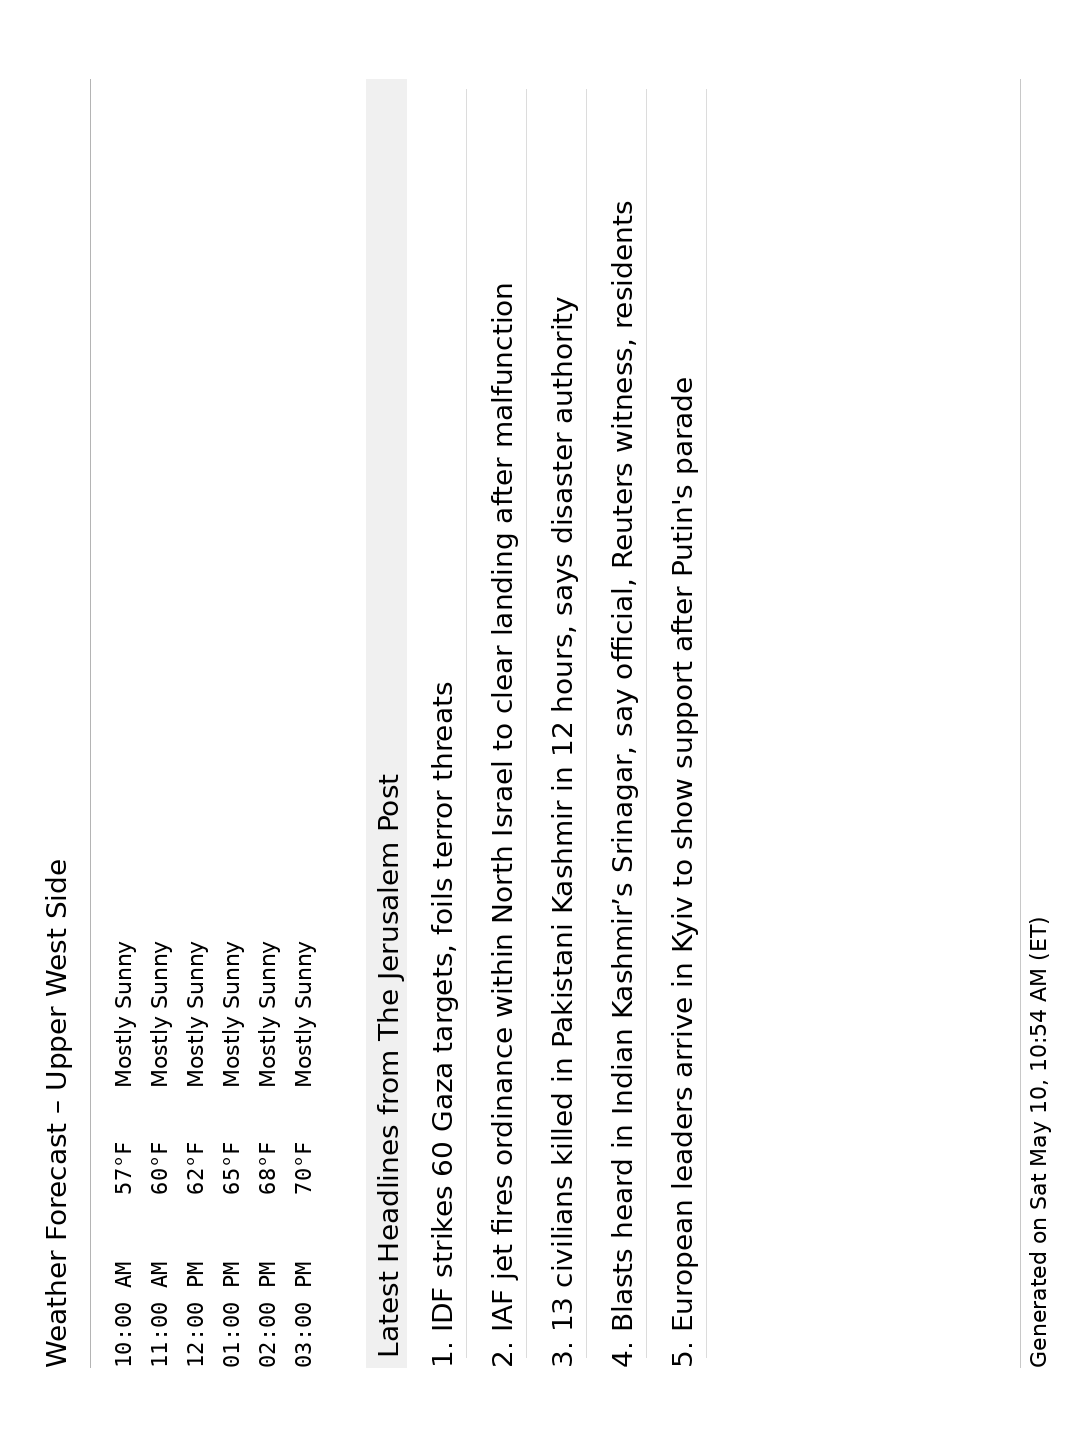 Weather Forecast – Upper West Side
10:00 AM 57°F Mostly Sunny
11:00 AM 60°F Mostly Sunny
12:00 PM 62°F Mostly Sunny
01:00 PM 65°F Mostly Sunny
02:00 PM 68°F Mostly Sunny
03:00 PM 70°F Mostly Sunny
Latest Headlines from The Jerusalem Post
1. IDF strikes 60 Gaza targets, foils terror threats
2. IAF jet fires ordinance within North Israel to clear landing after malfunction
3. 13 civilians killed in Pakistani Kashmir in 12 hours, says disaster authority
4. Blasts heard in Indian Kashmir’s Srinagar, say official, Reuters witness, residents
5. European leaders arrive in Kyiv to show support after Putin's parade
Generated on Sat May 10, 10:54 AM (ET)